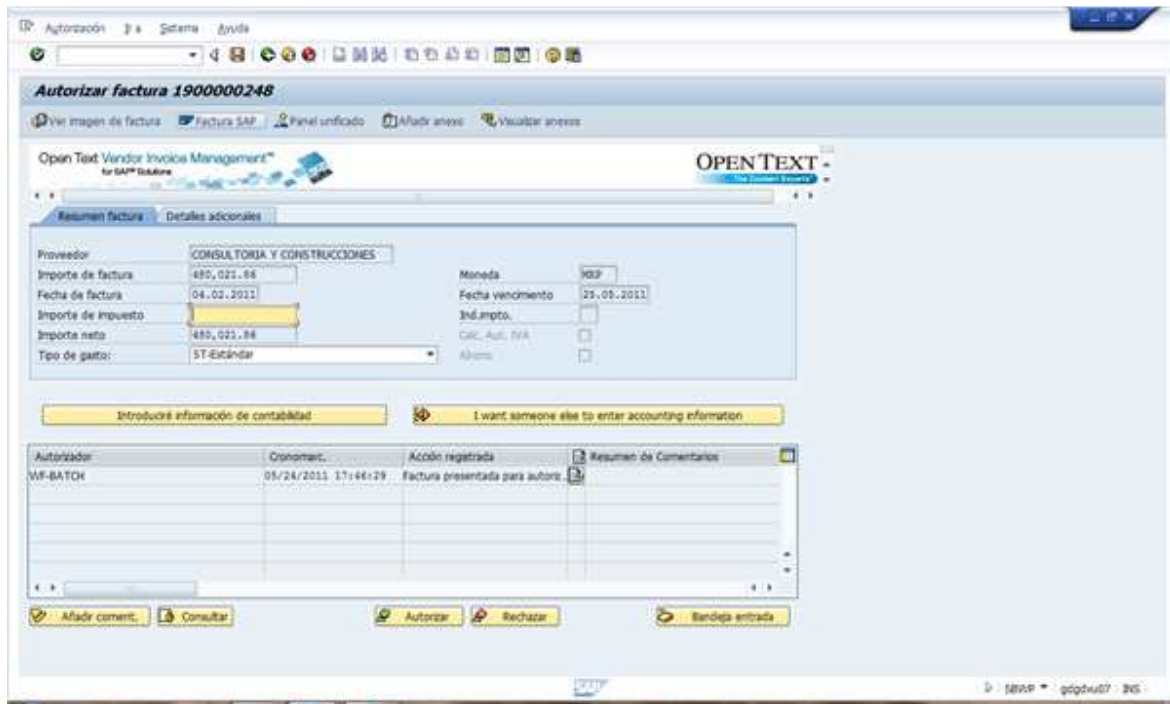 Autorización Ir a Sistema Ayuda
Autorizar factura 1900000248
Ver imagen de factura Factura SAP Panel unificado Añadir anexo Visualizar anexos
Open Text Vendor Invoice Management™
for SAP® Solutions
OPEN TEXT
The Content Experts™
Resumen factura Detalles adicionales
Proveedor CONSULTORIA Y CONSTRUCCIONES
Importe de factura 480,021.86 Moneda MXP
Fecha de factura 04.02.2011 Fecha vencimiento 25.05.2011
Importe de impuesto Ind.impto.
Importe neto 480,021.86 Calc. Aut. IVA
Tipo de gasto: ST-Estándar Abono
Introduciré información de contabilidad I want someone else to enter accounting information
Autorizador Cronomarc. Acción registrada Resumen de Comentarios
WF-BATCH 05/24/2011 17:46:29 Factura presentada para autoriz..
Añadir coment. Consultar Autorizar Rechazar Bandeja entrada
SAP
SBWP INS